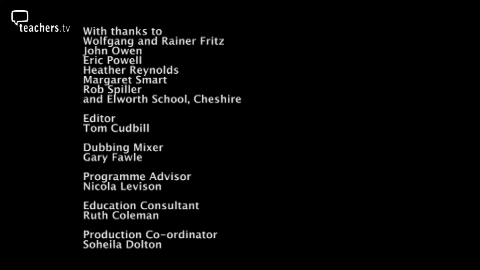 teachers.tv
With thanks to
Wolfgang and Rainer Fritz
John Owen
Eric Powell
Heather Reynolds
Margaret Smart
Rob Spiller
and Elworth School, Cheshire
Editor
Tom Cudbill
Dubbing Mixer
Gary Fawle
Programme Advisor
Nicola Levison
Education Consultant
Ruth Coleman
Production Co-ordinator
Soheila Dolton